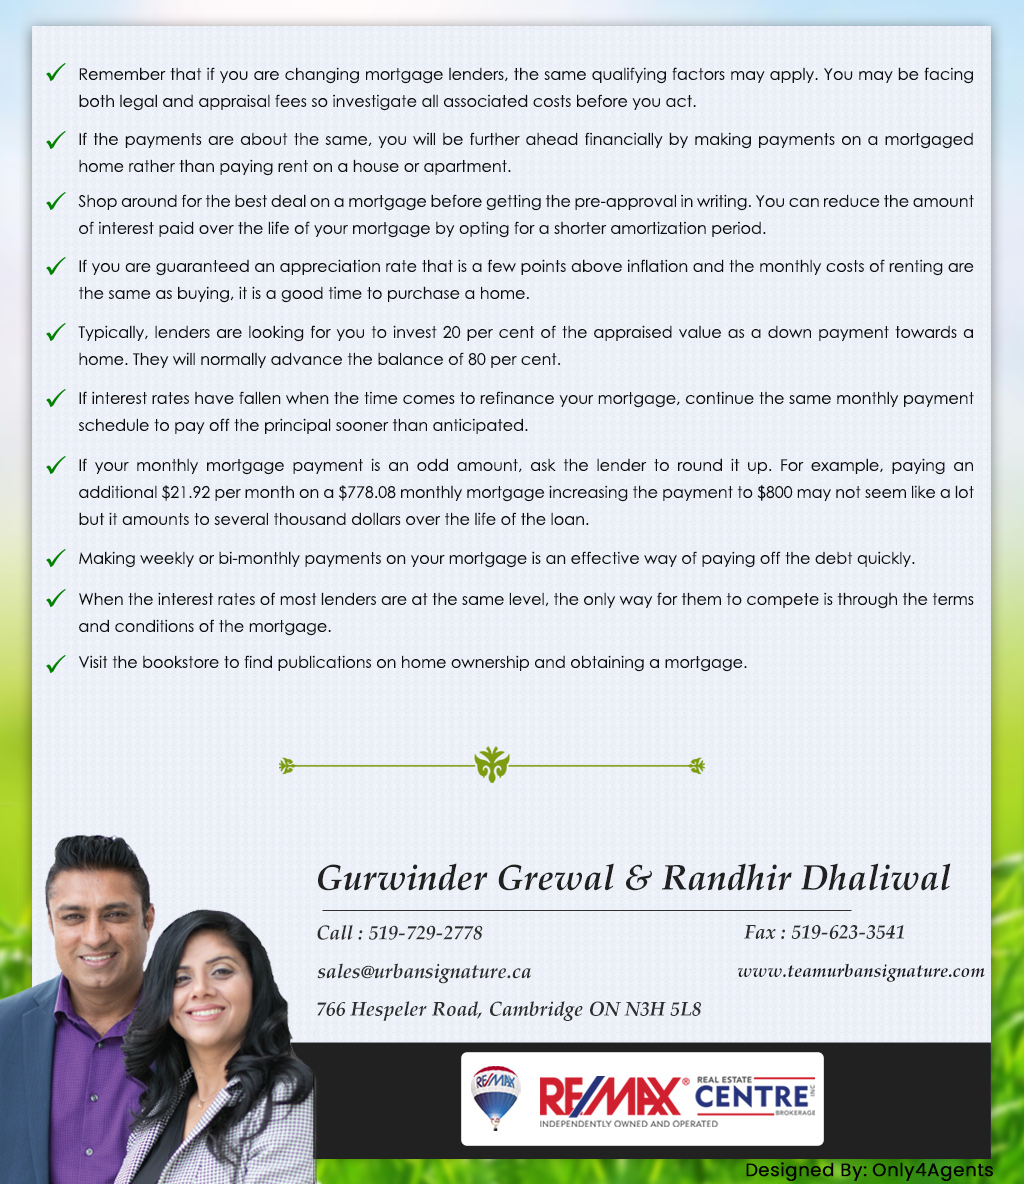 Remember that if you are changing mortgage lenders, the same qualifying factors may apply. You may be facing
both legal and appraisal fees so investigate all associated costs before you act.
If the payments are about the same, you will be further ahead financially by making payments on a mortgaged
home rather than paying rent on a house or apartment.
Shop around for the best deal on a mortgage before getting the pre-approval in writing. You can reduce the amount
of interest paid over the life of your mortgage by opting for a shorter amortization period.
If you are guaranteed an appreciation rate that is a few points above inflation and the monthly costs of renting are
the same as buying, it is a good time to purchase a home.
Typically, lenders are looking for you to invest 20 per cent of the appraised value as a down payment towards a
home. They will normally advance the balance of 80 per cent.
If interest rates have fallen when the time comes to refinance your mortgage, continue the same monthly payment
schedule to pay off the principal sooner than anticipated.
If your monthly mortgage payment is an odd amount, ask the lender to round it up. For example, paying an
additional $21.92 per month on a $778.08 monthly mortgage increasing the payment to $800 may not seem like a lot
but it amounts to several thousand dollars over the life of the loan.
Making weekly or bi-monthly payments on your mortgage is an effective way of paying off the debt quickly.
When the interest rates of most lenders are at the same level, the only way for them to compete is through the terms
and conditions of the mortgage.
Visit the bookstore to find publications on home ownership and obtaining a mortgage.
Gurwinder Grewal & Randhir Dhaliwal
Call : 519-729-2778
Fax : 519-623-3541
sales@urbansignature.ca
www.teamurbansignature.com
766 Hespeler Road, Cambridge ON N3H 5L8
RE/MAX
RE/MAX®
REAL ESTATE
CENTRE INC
BROKERAGE
INDEPENDENTLY OWNED AND OPERATED
Designed By: Only4Agents